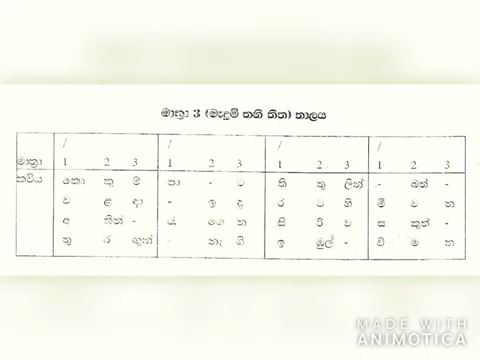 මාත්‍රා 3 (මැදුම් තනි තිත) තාලය
/ / / /
මාත්‍රා 1 2 3 1 2 3 1 2 3 1 2 3
කවිය කො කු ම් පා - ට ති තු ලින් - බත් -
ව ළ ඳා - ඉ ඳු ර ට ගි මී ව න
අ තින් - යූ ගෙ න සි රි ව ස කුත් -
තු ර ඟුන් - නැ ගි ඉ ඹුල් - වි ම න
MADE WITH
ANIMOTICA